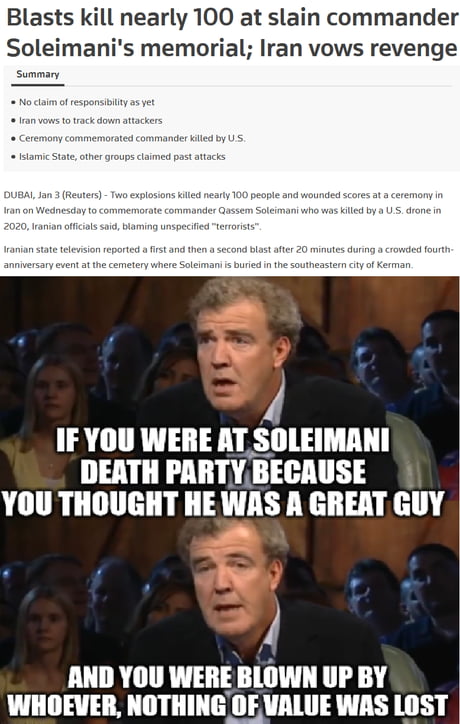 Blasts kill nearly 100 at slain commander
Soleimani's memorial; Iran vows revenge
Summary
• No claim of responsibility as yet
• Iran vows to track down attackers
• Ceremony commemorated commander killed by U.S.
• Islamic State, other groups claimed past attacks
DUBAI, Jan 3 (Reuters) - Two explosions killed nearly 100 people and wounded scores at a ceremony in
Iran on Wednesday to commemorate commander Qassem Soleimani who was killed by a U.S. drone in
2020, Iranian officials said, blaming unspecified "terrorists".
Iranian state television reported a first and then a second blast after 20 minutes during a crowded fourth-
anniversary event at the cemetery where Soleimani is buried in the southeastern city of Kerman.
IF YOU WERE AT SOLEIMANI
DEATH PARTY BECAUSE
YOU THOUGHT HE WAS A GREAT GUY
AND YOU WERE BLOWN UP BY
WHOEVER, NOTHING OF VALUE WAS LOST